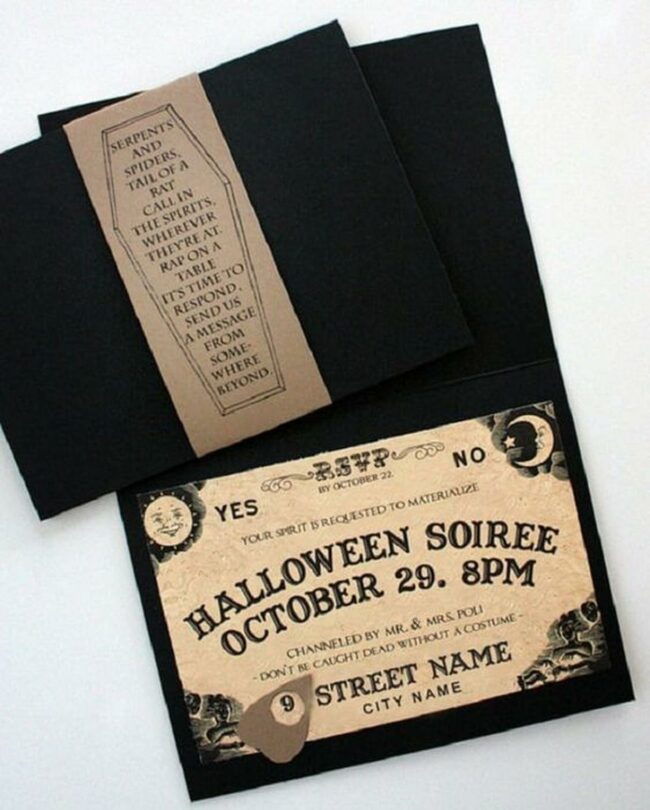 SERPENTS
AND
SPIDERS,
TAIL OF A
RAT
CALL IN
THE SPIRITS,
WHEREVER
THEY'RE AT.
RAP ON A
TABLE
IT'S TIME TO
RESPOND.
SEND US
A MESSAGE
FROM
SOME-
WHERE
BEYOND.
RSVP
BY OCTOBER 22
YES
NO
YOUR SPIRIT IS REQUESTED TO MATERIALIZE
HALLOWEEN SOIREE
OCTOBER 29. 8PM
CHANNELED BY MR. & MRS. POLI
- DON'T BE CAUGHT DEAD WITHOUT A COSTUME -
9 STREET NAME
CITY NAME